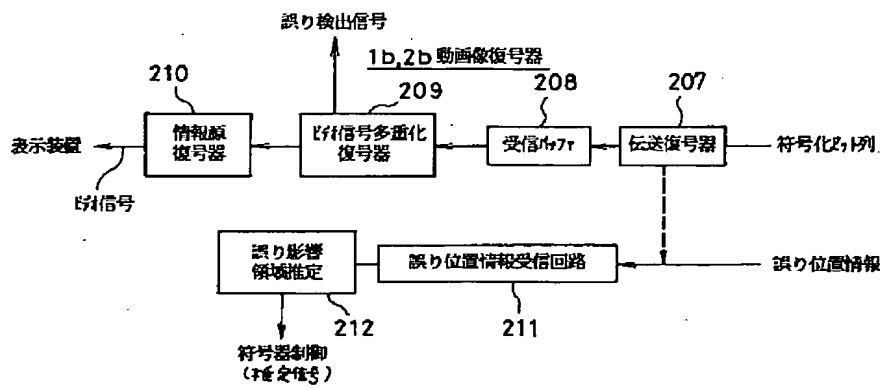 誤り検出信号
1b,2b 動画像復号器
210
209
208
207
情報源
復号器
ビデオ信号多重化
復号器
受信バッファ
伝送復号器
表示装置
符号化ビット列
ビデオ信号
誤り影響
領域推定
誤り位置情報受信回路
誤り位置情報
212
211
符号器制御
(推定信号)